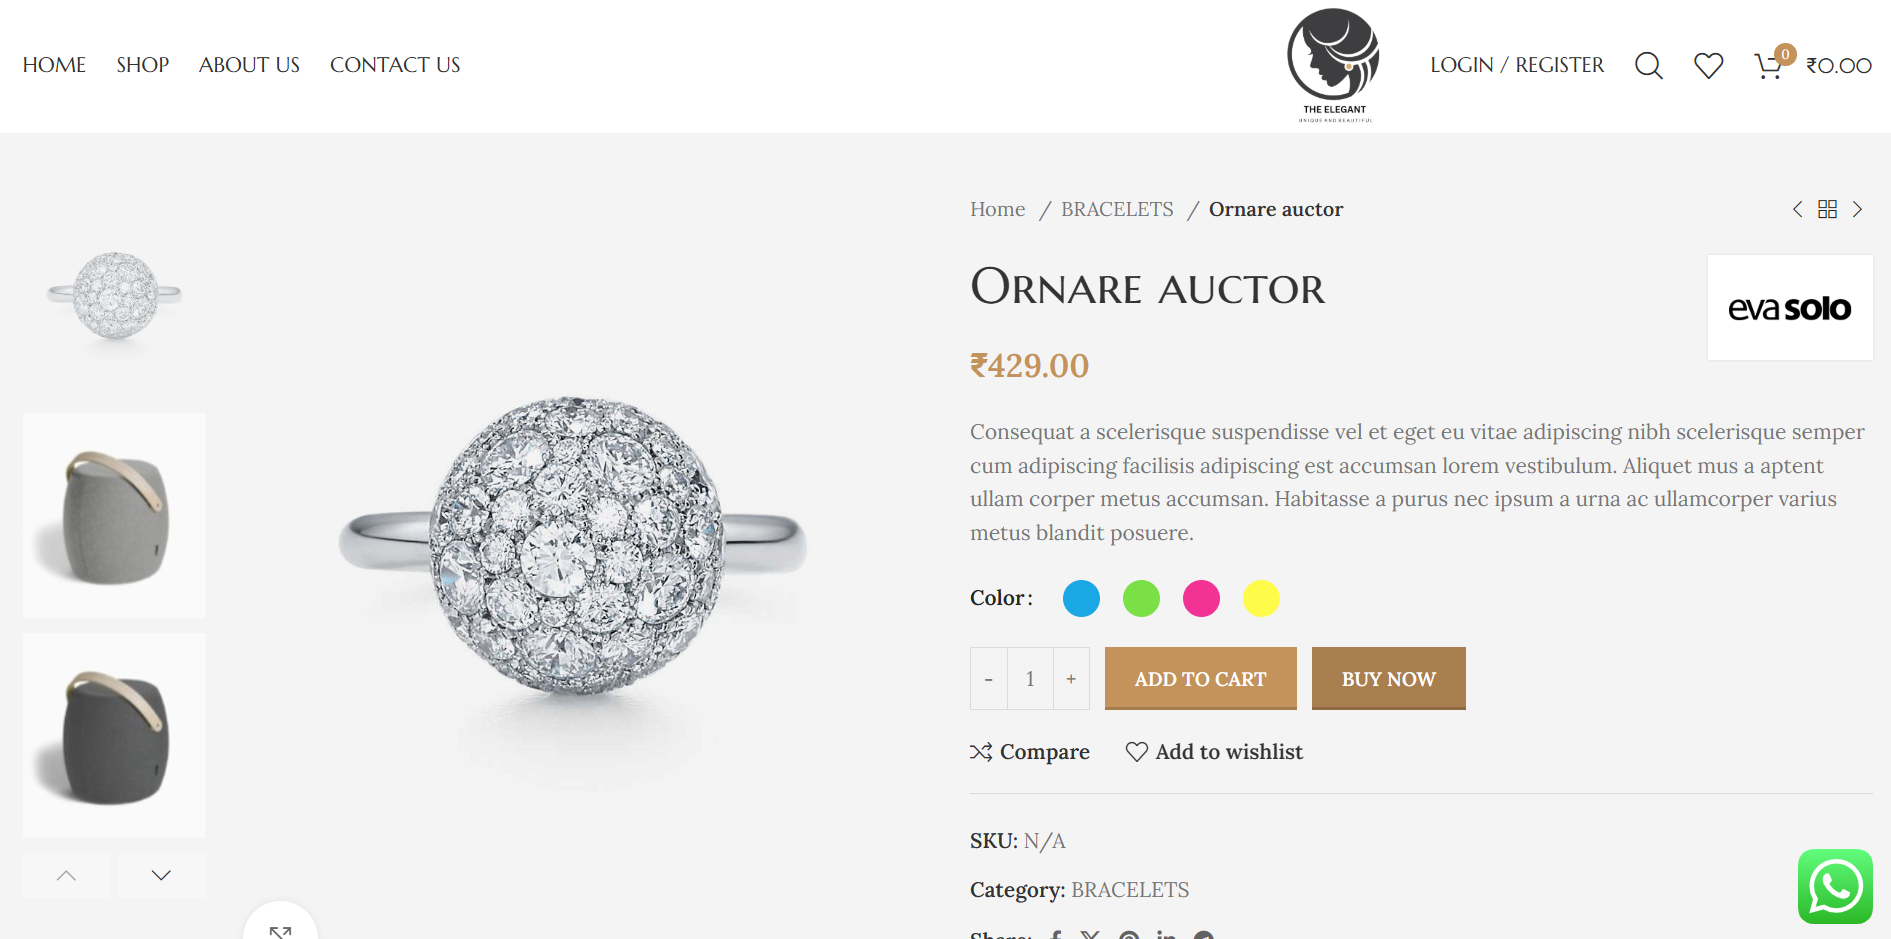 HOME SHOP ABOUT US CONTACT US
THE ELEGANT
UNIQUE AND BEAUTIFUL
LOGIN / REGISTER
0
₹0.00
Home / BRACELETS / Ornare auctor
Ornare auctor
eva solo
₹429.00
Consequat a scelerisque suspendisse vel et eget eu vitae adipiscing nibh scelerisque semper
cum adipiscing facilisis adipiscing est accumsan lorem vestibulum. Aliquet mus a aptent
ullam corper metus accumsan. Habitasse a purus nec ipsum a urna ac ullamcorper varius
metus blandit posuere.
Color:
- 1 + ADD TO CART BUY NOW
Compare Add to wishlist
SKU: N/A
Category: BRACELETS
Share: